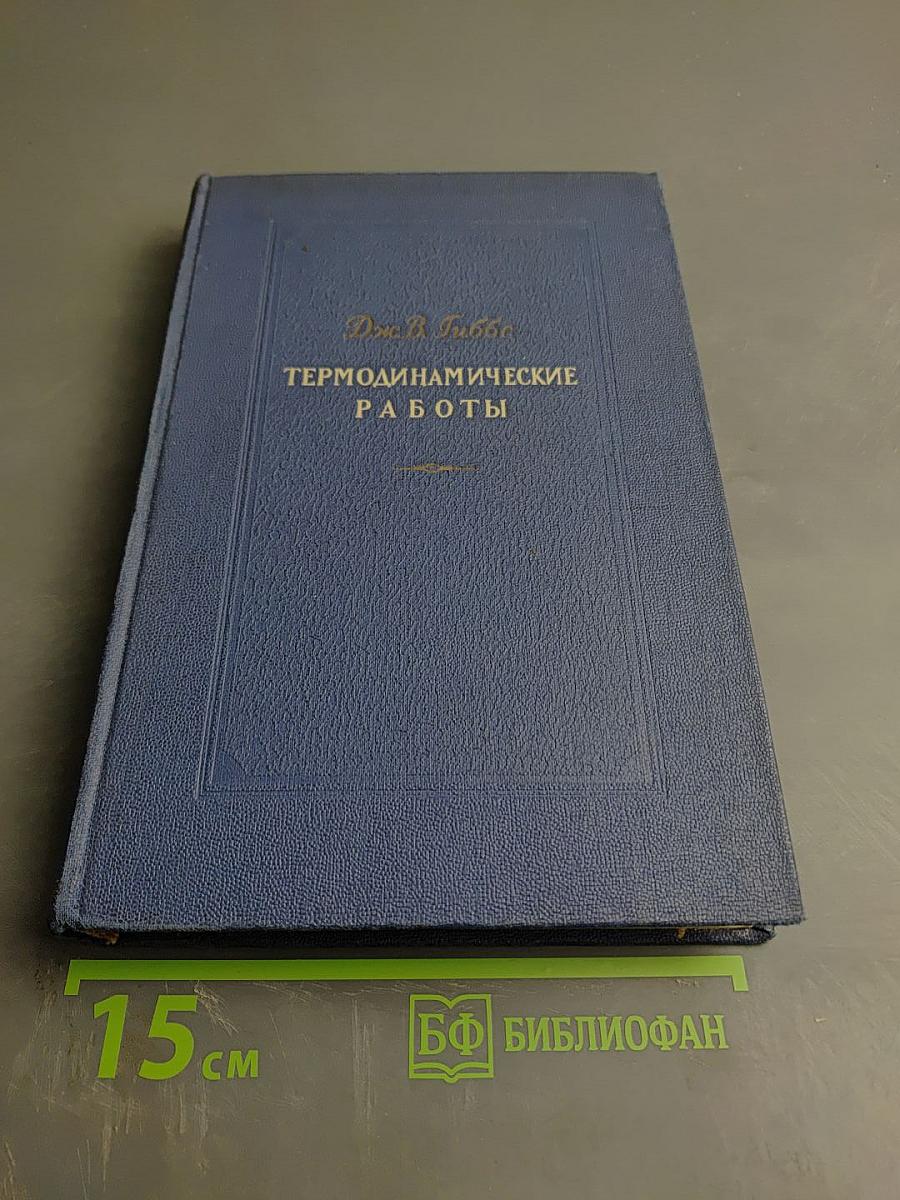 Дж. В. Гиббс
ТЕРМОДИНАМИЧЕСКИЕ
РАБОТЫ
15 см
БФ БИБЛИОФАН